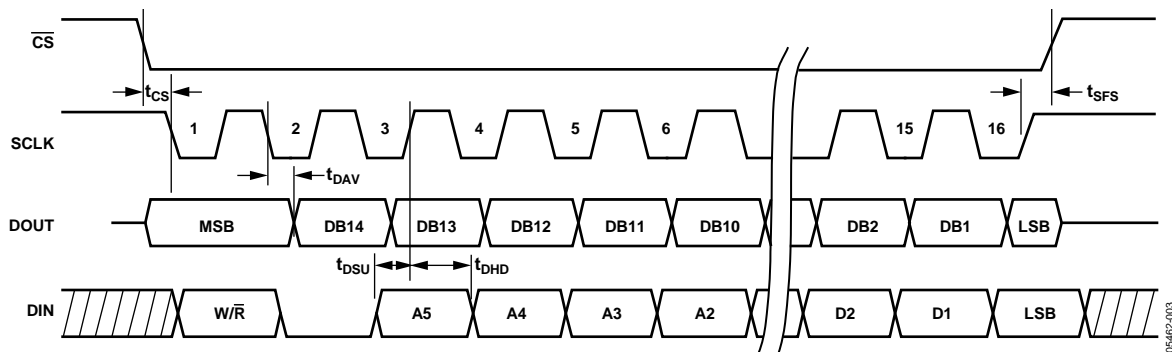 CS
tCS
tSFS
SCLK
1 2 3 4 5 6 15 16
tDAV
DOUT
MSB DB14 DB13 DB12 DB11 DB10 DB2 DB1 LSB
tDSU tDHD
DIN
W/R A5 A4 A3 A2 D2 D1 LSB
05462-003